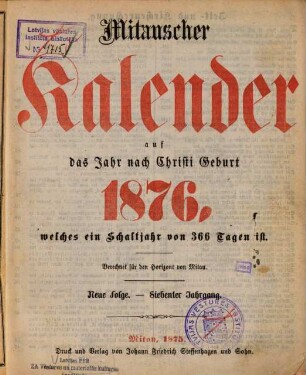 Mitauscher
Kalender
auf
das Jahr nach Christi Geburt
1876,
welches ein Schaltjahr von 366 Tagen ist.
Berechnet für den Horizont von Mitau.
Neue Folge. — Siebenter Jahrgang.
Mitau, 1875.
Druck und Verlag von Johann Friedrich Steffenhagen und Sohn.